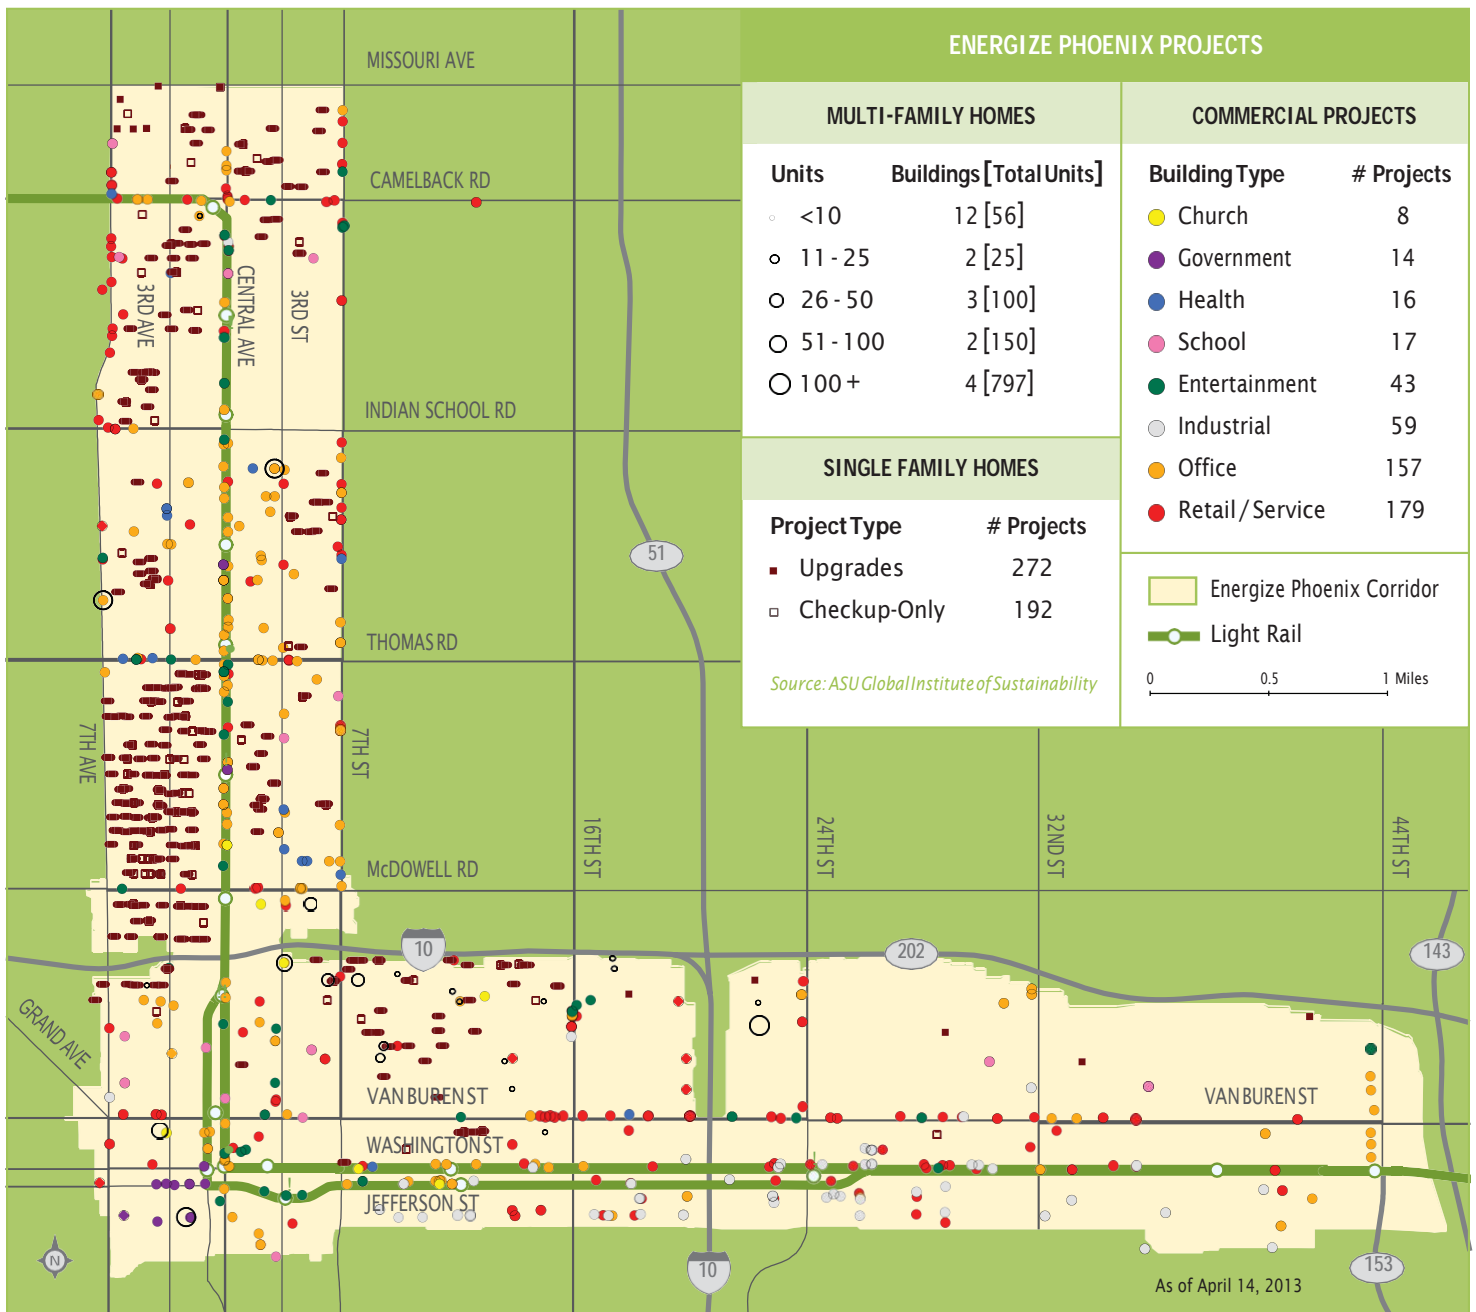 ENERGIZE PHOENIX PROJECTS
MULTI-FAMILY HOMES
Units Buildings [Total Units]
<10 12 [56]
11 - 25 2 [25]
26 - 50 3 [100]
51 - 100 2 [150]
100 + 4 [797]
SINGLE FAMILY HOMES
Project Type # Projects
Upgrades 272
Checkup-Only 192
Source: ASU Global Institute of Sustainability
COMMERCIAL PROJECTS
Building Type # Projects
Church 8
Government 14
Health 16
School 17
Entertainment 43
Industrial 59
Office 157
Retail / Service 179
Energize Phoenix Corridor
Light Rail
0 0.5 1 Miles
MISSOURI AVE
CAMELBACK RD
3RD AVE
CENTRAL AVE
3RD ST
INDIAN SCHOOL RD
51
THOMAS RD
7TH AVE
7TH ST
16TH ST
24TH ST
32ND ST
44TH ST
McDOWELL RD
10
202
143
GRAND AVE
VAN BUREN ST
VAN BUREN ST
WASHINGTON ST
JEFFERSON ST
N
10
153
As of April 14, 2013